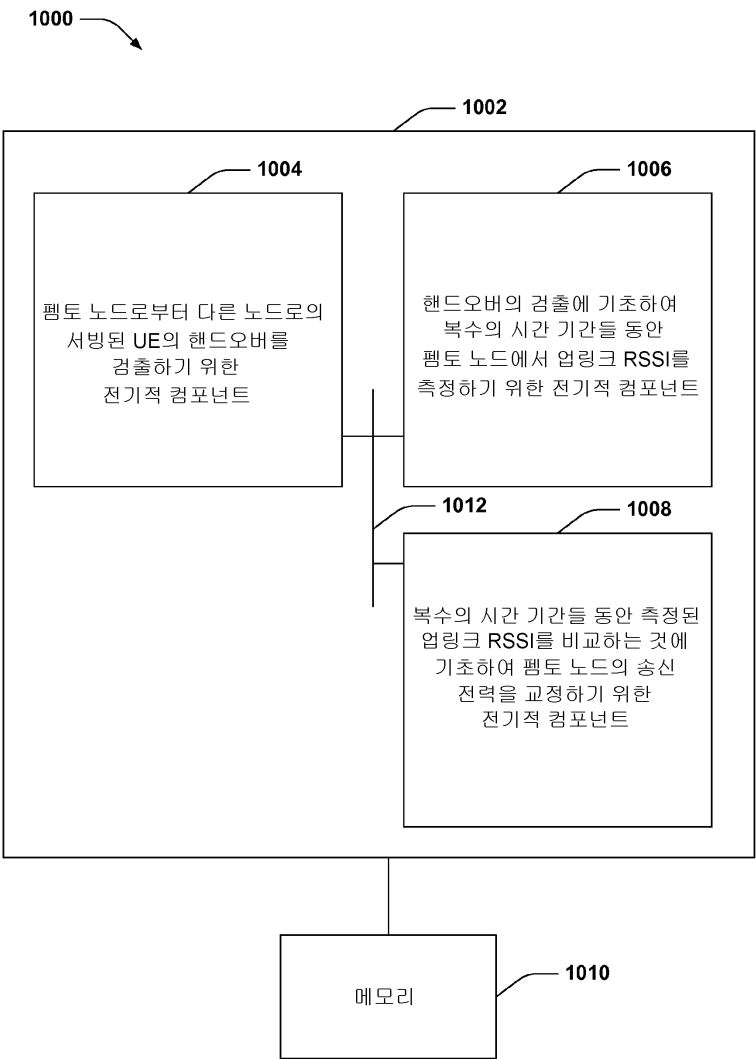 1000
1002
1004
펨토 노드로부터 다른 노드로의
서빙된 UE의 핸드오버를
검출하기 위한
전기적 컴포넌트
1006
핸드오버의 검출에 기초하여
복수의 시간 기간들 동안
펨토 노드에서 업링크 RSSI를
측정하기 위한 전기적 컴포넌트
1012
1008
복수의 시간 기간들 동안 측정된
업링크 RSSI를 비교하는 것에
기초하여 펨토 노드의 송신
전력을 교정하기 위한
전기적 컴포넌트
메모리
1010